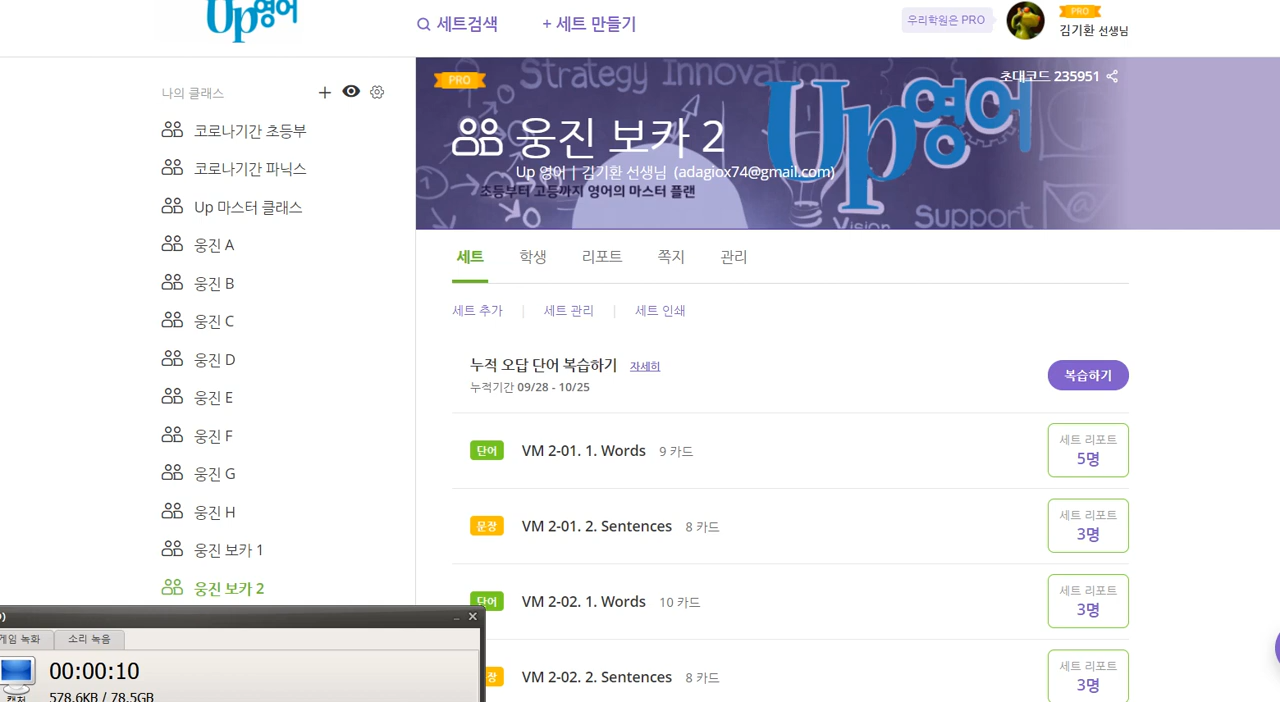 Up영어
세트검색
+ 세트 만들기
우리학원은 PRO
PRO
김기환 선생님
나의 클래스
코로나기간 초등부
코로나기간 파닉스
Up 마스터 클래스
웅진 A
웅진 B
웅진 C
웅진 D
웅진 E
웅진 F
웅진 G
웅진 H
웅진 보카 1
웅진 보카 2
PRO
Strategy Innovation
초대코드 235951
웅진 보카 2
Up영어
Up 영어 | 김기환 선생님 (adagiox74@gmail.com)
초등부터 고등까지 영어의 마스터 플랜
Support
Vision
세트 학생 리포트 쪽지 관리
세트 추가 | 세트 관리 | 세트 인쇄
누적 오답 단어 복습하기 자세히
누적기간 09/28 - 10/25
복습하기
단어 VM 2-01. 1. Words 9 카드
세트 리포트
5명
문장 VM 2-01. 2. Sentences 8 카드
세트 리포트
3명
단어 VM 2-02. 1. Words 10 카드
세트 리포트
3명
장 VM 2-02. 2. Sentences 8 카드
세트 리포트
3명
게임 녹화 소리 녹음
00:00:10
578.6KB / 78.5GB